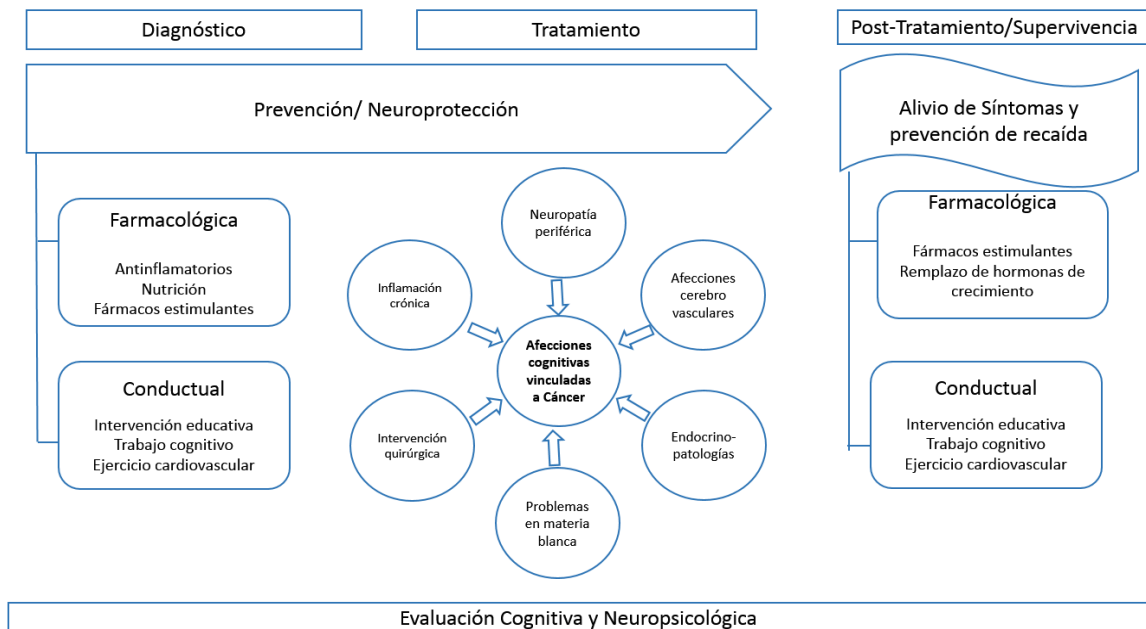 Diagnóstico
Tratamiento
Post-Tratamiento/Supervivencia
Prevención/ Neuroprotección
Alivio de Síntomas y
prevención de recaída
Farmacológica
Antinflamatorios
Nutrición
Fármacos estimulantes
Conductual
Intervención educativa
Trabajo cognitivo
Ejercicio cardiovascular
Neuropatía
periférica
Inflamación
crónica
Afecciones
cerebro
vasculares
Afecciones
cognitivas
vinculadas
a Cáncer
Intervención
quirúrgica
Endocrino-
patologías
Problemas
en materia
blanca
Farmacológica
Fármacos estimulantes
Remplazo de hormonas de
crecimiento
Conductual
Intervención educativa
Trabajo cognitivo
Ejercicio cardiovascular
Evaluación Cognitiva y Neuropsicológica